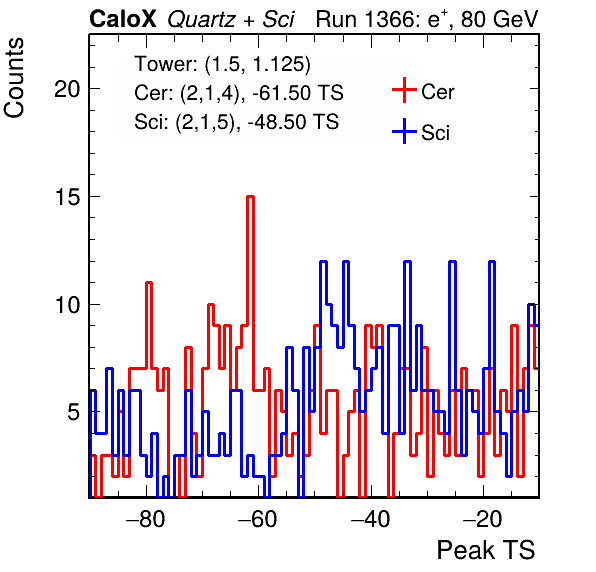 CaloX Quartz + Sci Run 1366: e+, 80 GeV
Counts
Tower: (1.5, 1.125)
Cer: (2,1,4), -61.50 TS
Sci: (2,1,5), -48.50 TS
Cer
Sci
20
15
10
5
−80 −60 −40 −20
Peak TS